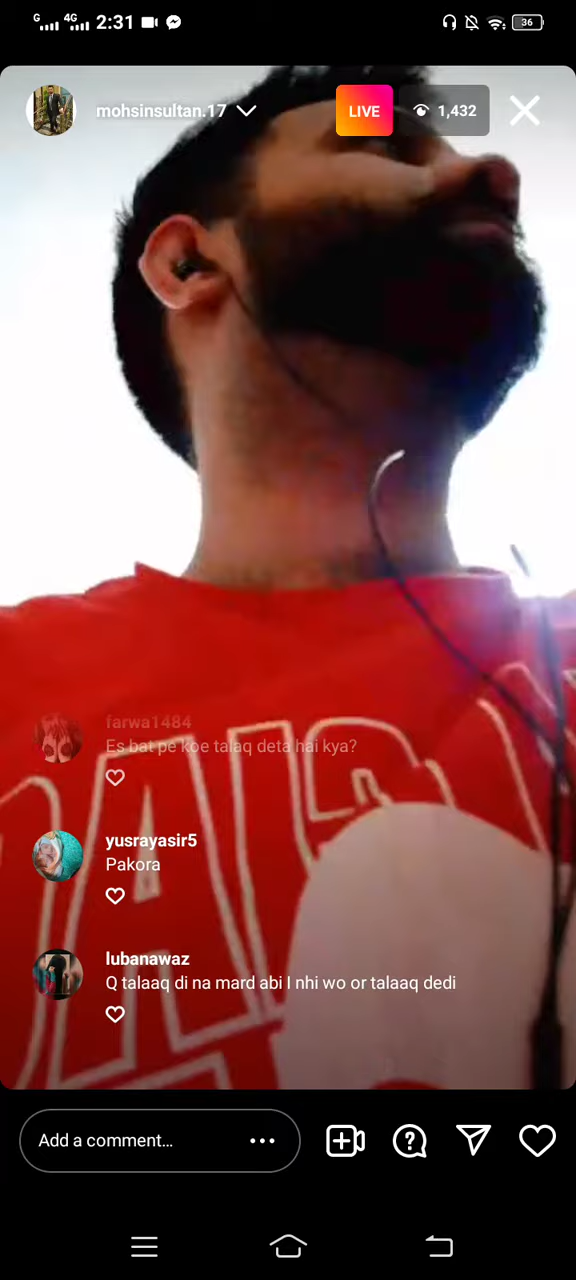 G 4G 2:31 36
mohsinsultan.17 LIVE 1,432
farwa1484
Es bat pe koe talaq deta hai kya?
yusrayasir5
Pakora
lubanawaz
Q talaaq di na mard abi I nhi wo or talaaq dedi
Add a comment...